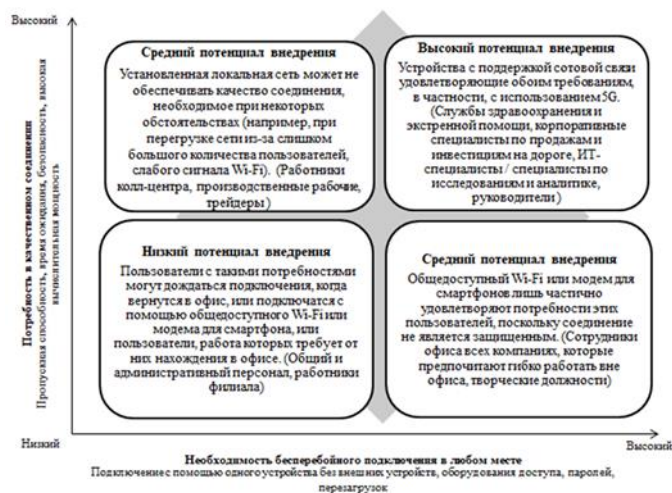 Высокий
Потребность в качественном соединении
Пропускная способность, время ожидания, безопасность, высокая
вычислительная мощность
Средний потенциал внедрения
Установленная локальная сеть может не
обеспечивать качество соединения,
необходимое при некоторых
обстоятельствах (например, при
перегрузке сети из-за слишком
большого количества пользователей,
слабого сигнала Wi-Fi). (Работники
колл-центра, производственные рабочие,
трейдеры)
Высокий потенциал внедрения
Устройства с поддержкой сотовой связи
удовлетворяющие обоим требованиям,
в частности, с использованием 5G.
(Службы здравоохранения и
экстренной помощи, корпоративные
специалисты по продажам и
инвестициям на дороге, ИТ-
специалисты / специалисты по
исследованиям и аналитике,
руководители)
Низкий потенциал внедрения
Пользователи с такими потребностями
могут дождаться подключения, когда
вернутся в офис, или подключатся с
помощью общедоступного Wi-Fi или
модема для смартфона, или
пользователи, работа которых требует от
них нахождения в офисе. (Общий и
административный персонал, работники
филиала)
Средний потенциал внедрения
Общедоступный Wi-Fi или модем для
смартфонов лишь частично
удовлетворяют потребности этих
пользователей, поскольку соединение
не является защищенным. (Сотрудники
офиса всех компаниях, которые
предпочитают гибко работать вне
офиса, творческие должности)
Низкий
Высокий
Необходимость бесперебойного подключения в любом месте
Подключение с помощью одного устройства без внешних устройств, оборудования доступа, паролей,
перезагрузок